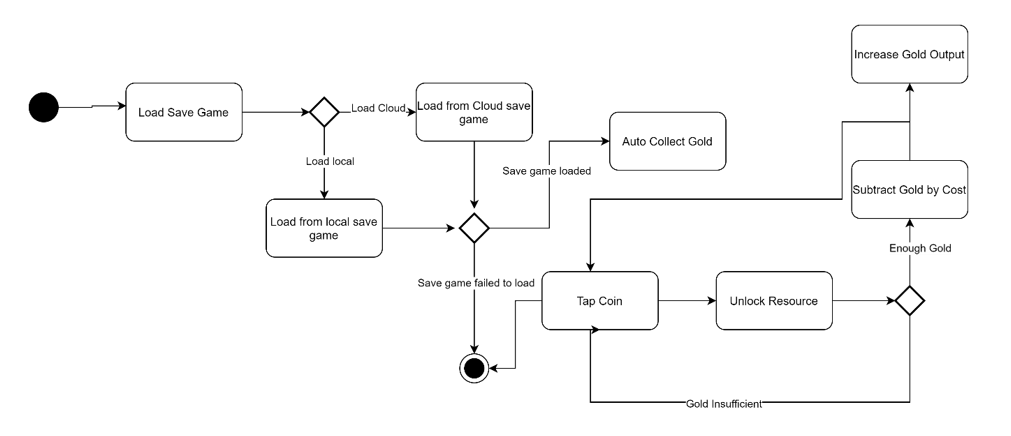 Increase Gold Output
Load Save Game
Load Cloud
Load from Cloud save
game
Load local
Auto Collect Gold
Save game loaded
Subtract Gold by Cost
Load from local save
game
Enough Gold
Save game failed to load
Tap Coin
Unlock Resource
Gold Insufficient